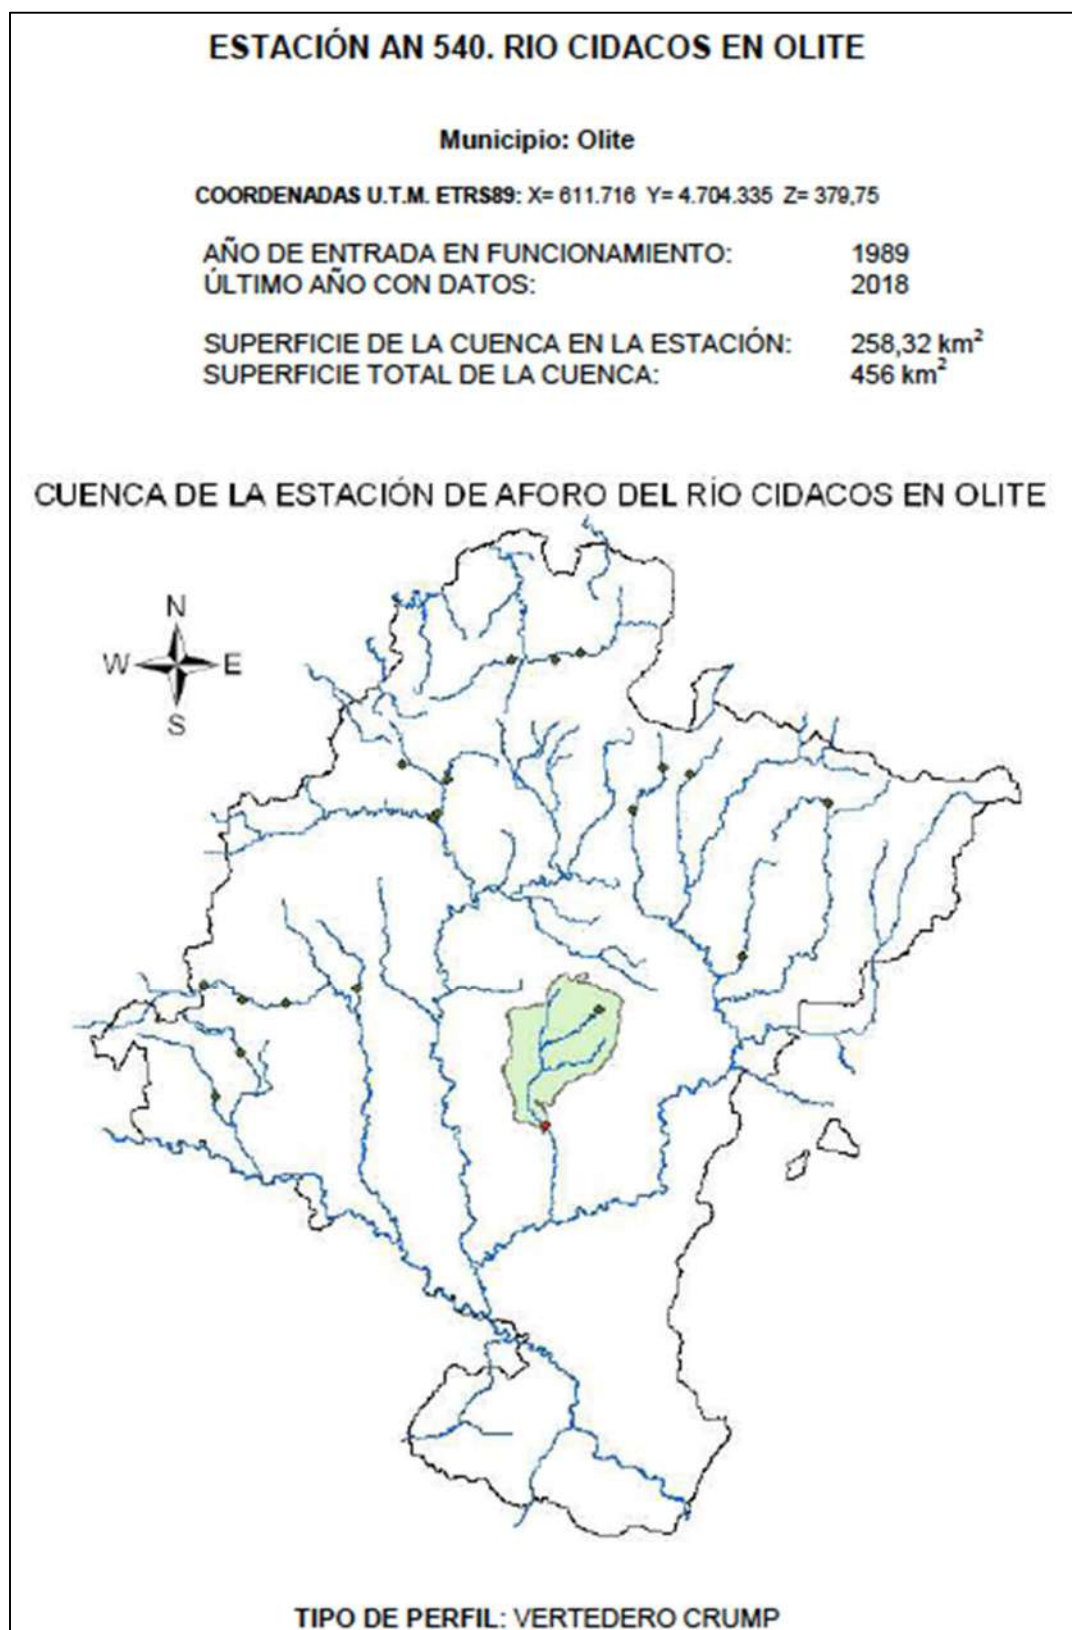 ESTACIÓN AN 540. RIO CIDACOS EN OLITE
Municipio: Olite
COORDENADAS U.T.M. ETRS89: X= 611.716 Y= 4.704.335 Z= 379,75
AÑO DE ENTRADA EN FUNCIONAMIENTO: 1989
ÚLTIMO AÑO CON DATOS: 2018
SUPERFICIE DE LA CUENCA EN LA ESTACIÓN: 258,32 km²
SUPERFICIE TOTAL DE LA CUENCA: 456 km²
CUENCA DE LA ESTACIÓN DE AFORO DEL RÍO CIDACOS EN OLITE
N
W E
S
TIPO DE PERFIL: VERTEDERO CRUMP